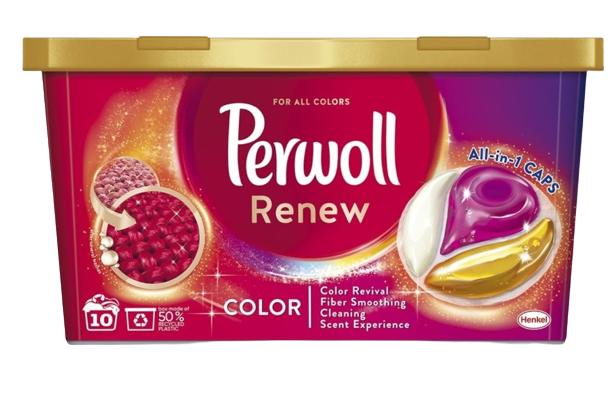 FOR ALL COLORS
Perwoll
Renew
All-in-1 CAPS
COLOR
Color Revival
Fiber Smoothing
Cleaning
Scent Experience
10
box made of
50%
RECYCLED
PLASTIC
Henkel